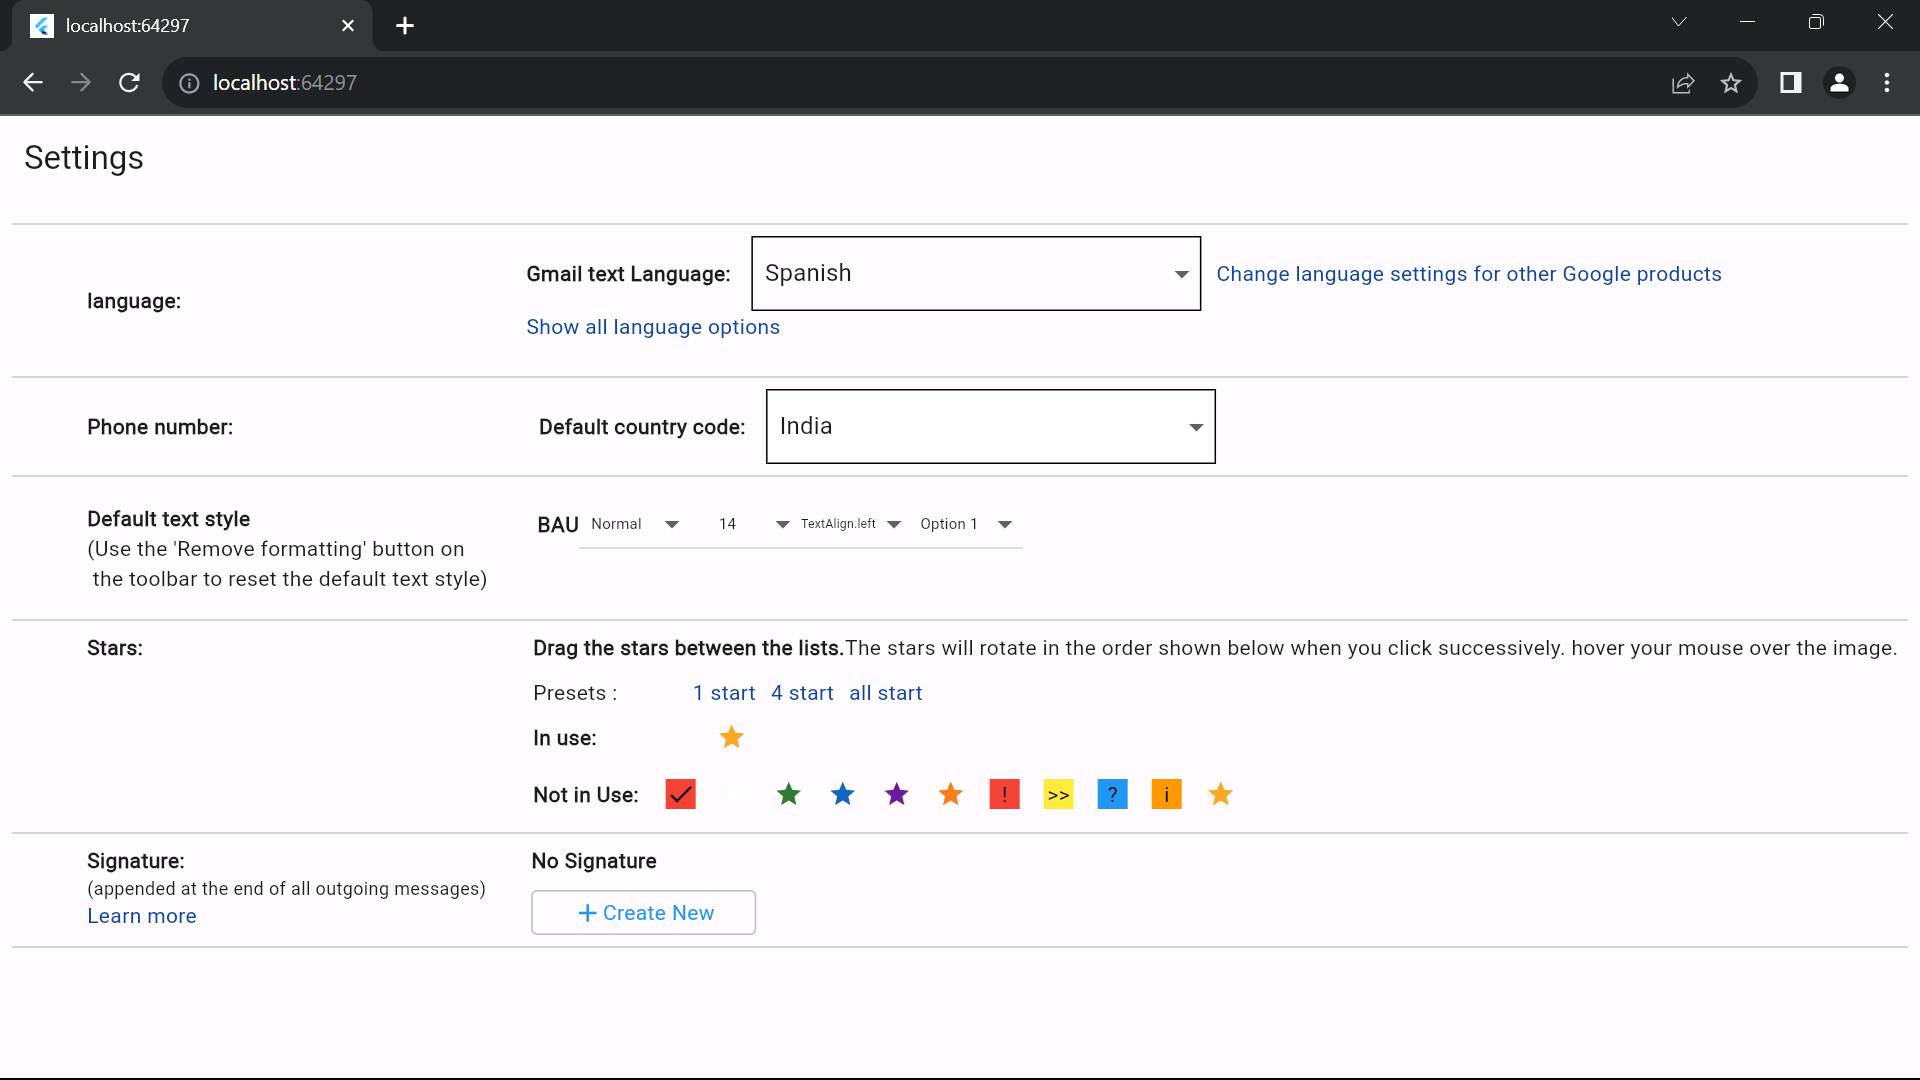 localhost:64297
localhost:64297
Settings
language:
Gmail text Language: Spanish Change language settings for other Google products
Show all language options
Phone number: Default country code: India
Default text style
(Use the 'Remove formatting' button on
the toolbar to reset the default text style)
BAU Normal 14 TextAlign.left Option 1
Stars: Drag the stars between the lists.The stars will rotate in the order shown below when you click successively. hover your mouse over the image.
Presets : 1 start 4 start all start
In use:
Not in Use: ! >> ? i
Signature: No Signature
(appended at the end of all outgoing messages)
Learn more
+ Create New